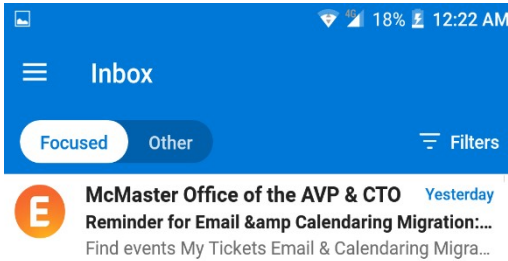 4G 18% 12:22 AM
Inbox
Focused Other Filters
E McMaster Office of the AVP & CTO Yesterday
Reminder for Email &amp Calendaring Migration:...
Find events My Tickets Email & Calendaring Migra...